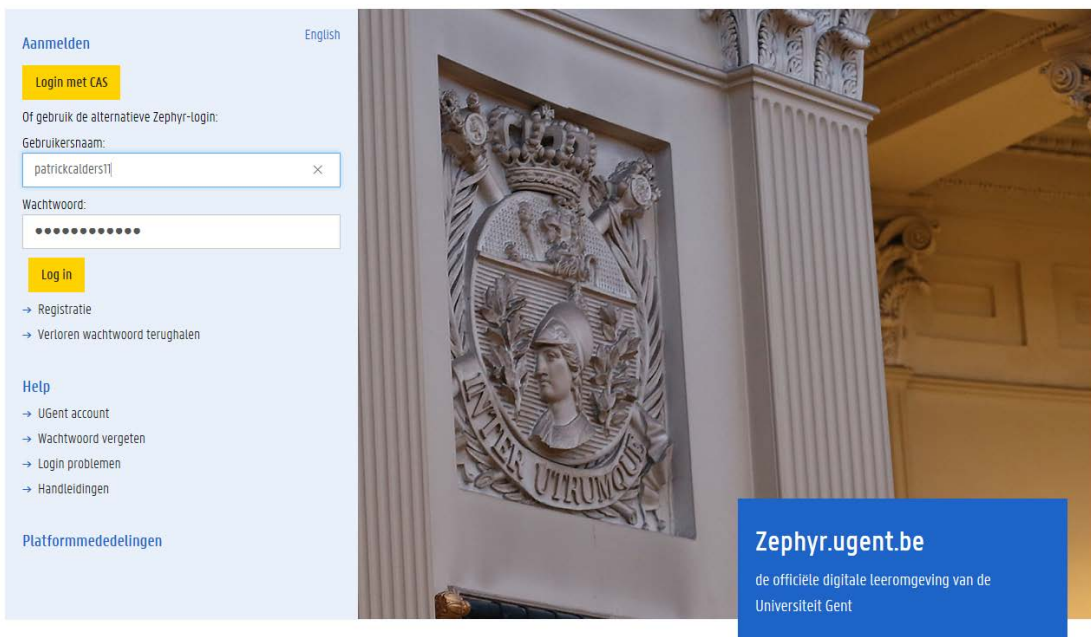 Aanmelden
English
Login met CAS
Of gebruik de alternatieve Zephyr-login:
Gebruikersnaam:
patrickcalders11
Wachtwoord:
••••••••••••
Log in
→ Registratie
→ Verloren wachtwoord terughalen
Help
→ UGent account
→ Wachtwoord vergeten
→ Login problemen
→ Handleidingen
Platformmededelingen
INTER UTRUMQUE
Zephyr.ugent.be
de officiële digitale leeromgeving van de
Universiteit Gent